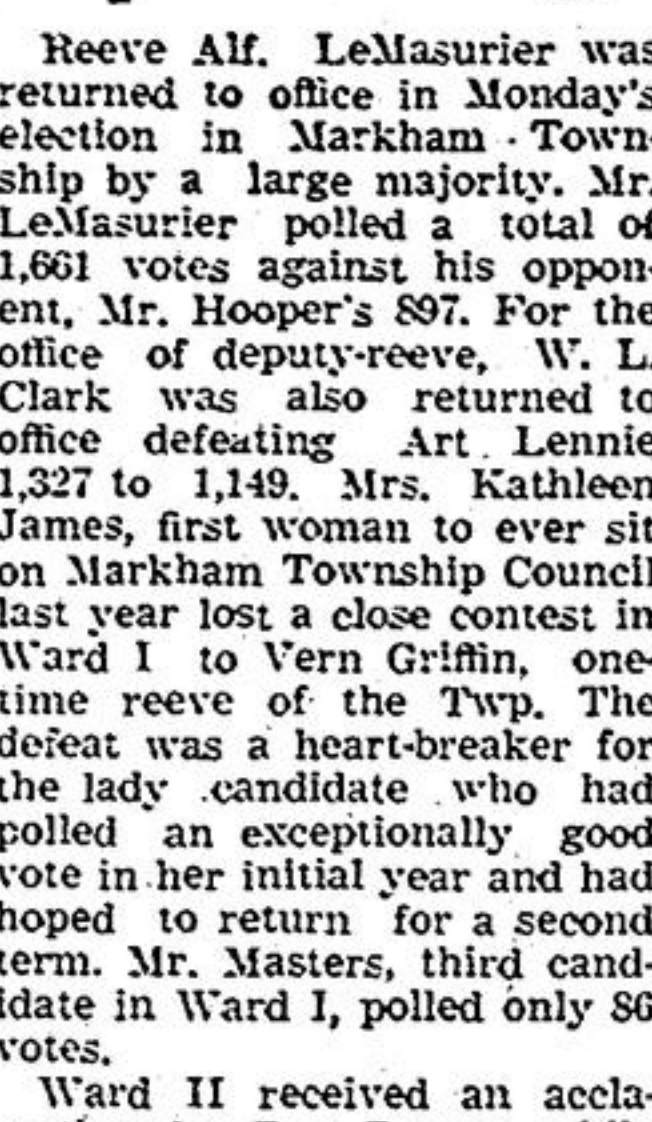 Reeve Alf. LeMasurier was
returned to office in Monday's
election in Markham Town-
ship by a large majority. Mr.
LeMasurier polled a total of
1,661 votes against his oppon-
ent, Mr. Hooper's 897. For the
office of deputy-reeve, W. L.
Clark was also returned to
office defeating Art Lennie
1,327 to 1,149. Mrs. Kathleen
James, first woman to ever sit
on Markham Township Council
last year lost a close contest in
Ward I to Vern Griffin, one-
time reeve of the Twp. The
defeat was a heart-breaker for
the lady candidate who had
polled an exceptionally good
vote in her initial year and had
hoped to return for a second
term. Mr. Masters, third cand-
idate in Ward I, polled only 86
votes.
Ward II received an accla-